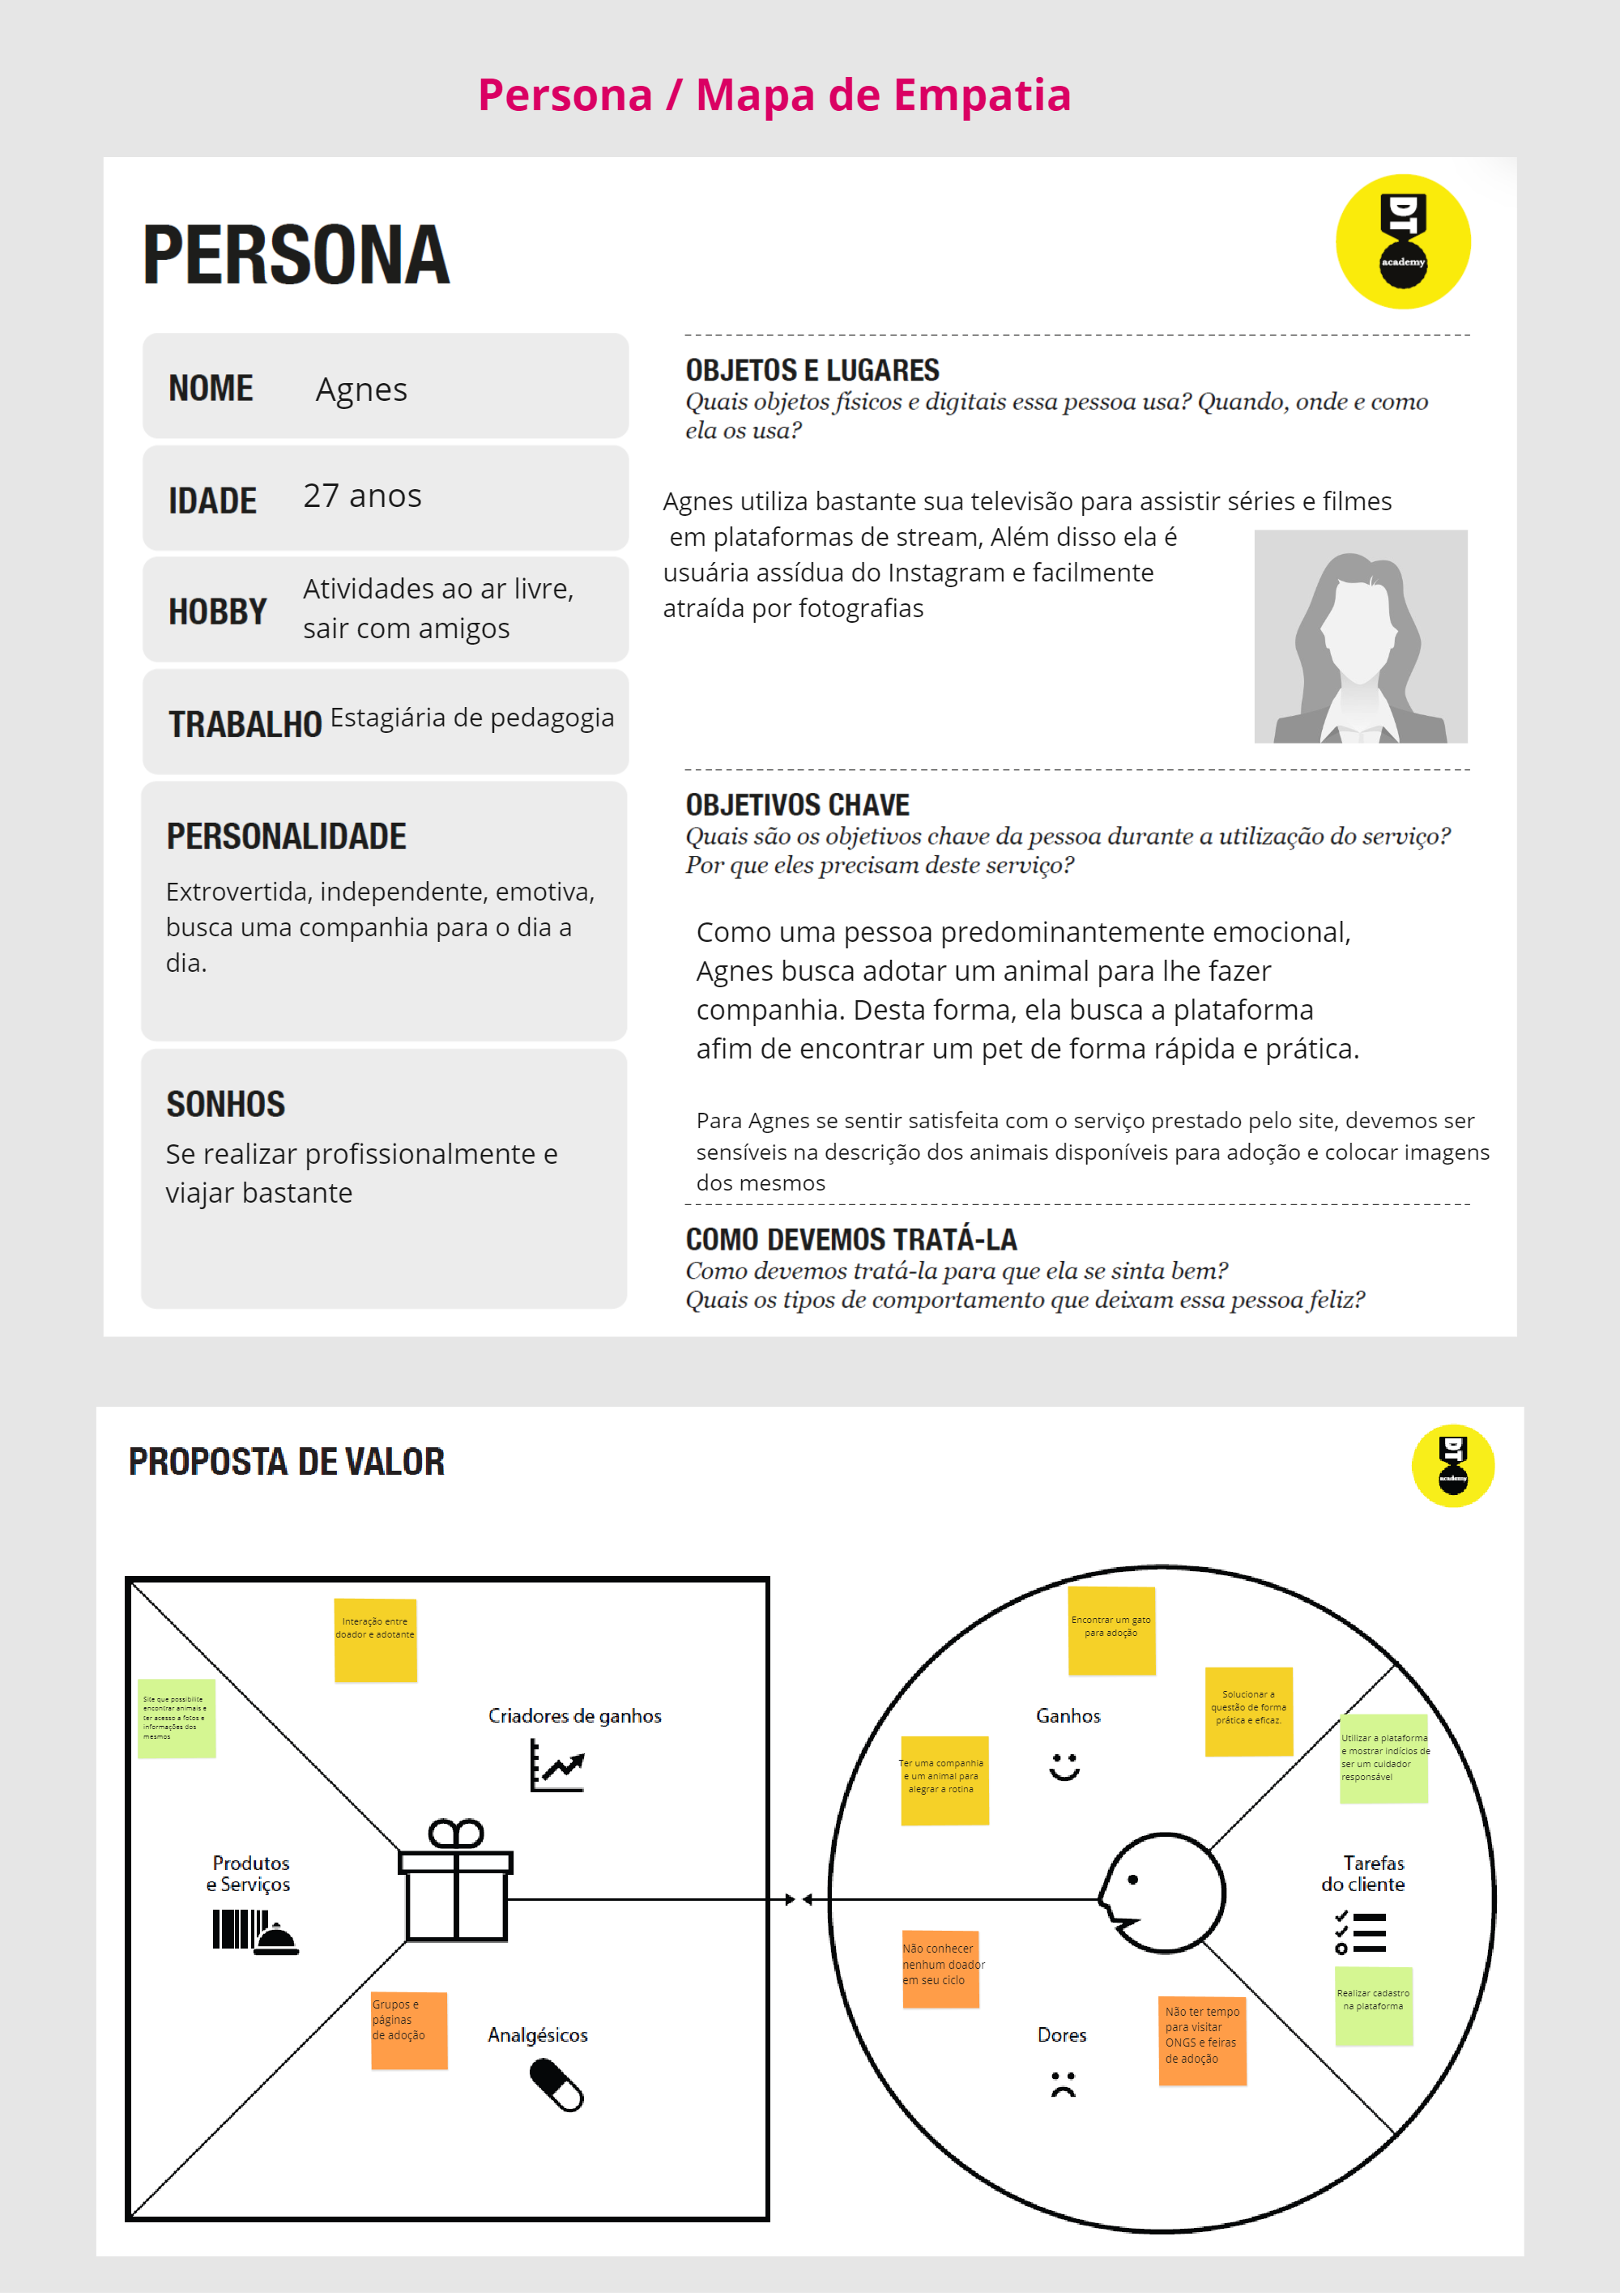 Persona / Mapa de Empatia
PERSONA
DT
academy
NOME
Agnes
IDADE
27 anos
HOBBY
Atividades ao ar livre,
sair com amigos
TRABALHO
Estagiária de pedagogia
PERSONALIDADE
Extrovertida, independente, emotiva,
busca uma companhia para o dia a
dia.
SONHOS
Se realizar profissionalmente e
viajar bastante
OBJETOS E LUGARES
Quais objetos físicos e digitais essa pessoa usa? Quando, onde e como
ela os usa?
Agnes utiliza bastante sua televisão para assistir séries e filmes
em plataformas de stream, Além disso ela é
usuária assídua do Instagram e facilmente
atraída por fotografias
OBJETIVOS CHAVE
Quais são os objetivos chave da pessoa durante a utilização do serviço?
Por que eles precisam deste serviço?
Como uma pessoa predominantemente emocional,
Agnes busca adotar um animal para lhe fazer
companhia. Desta forma, ela busca a plataforma
afim de encontrar um pet de forma rápida e prática.
Para Agnes se sentir satisfeita com o serviço prestado pelo site, devemos ser
sensíveis na descrição dos animais disponíveis para adoção e colocar imagens
dos mesmos
COMO DEVEMOS TRATÁ-LA
Como devemos tratá-la para que ela se sinta bem?
Quais os tipos de comportamento que deixam essa pessoa feliz?
PROPOSTA DE VALOR
DT
academy
Interação entre
doador e adotante
Site que possibilite
encontrar animais e
ter acesso a fotos e
informações dos
mesmos
Criadores de ganhos
Produtos
e Serviços
Grupos e
páginas
de adoção
Analgésicos
Encontrar um gato
para adoção
Solucionar a
questão de forma
prática e eficaz.
Ganhos
Ter uma companhia
e um animal para
alegrar a rotina
Utilizar a plataforma
e mostrar indícios de
ser um cuidador
responsável
Tarefas
do cliente
Não conhecer
nenhum doador
em seu ciclo
Realizar cadastro
na plataforma
Dores
Não ter tempo
para visitar
ONGS e feiras
de adoção